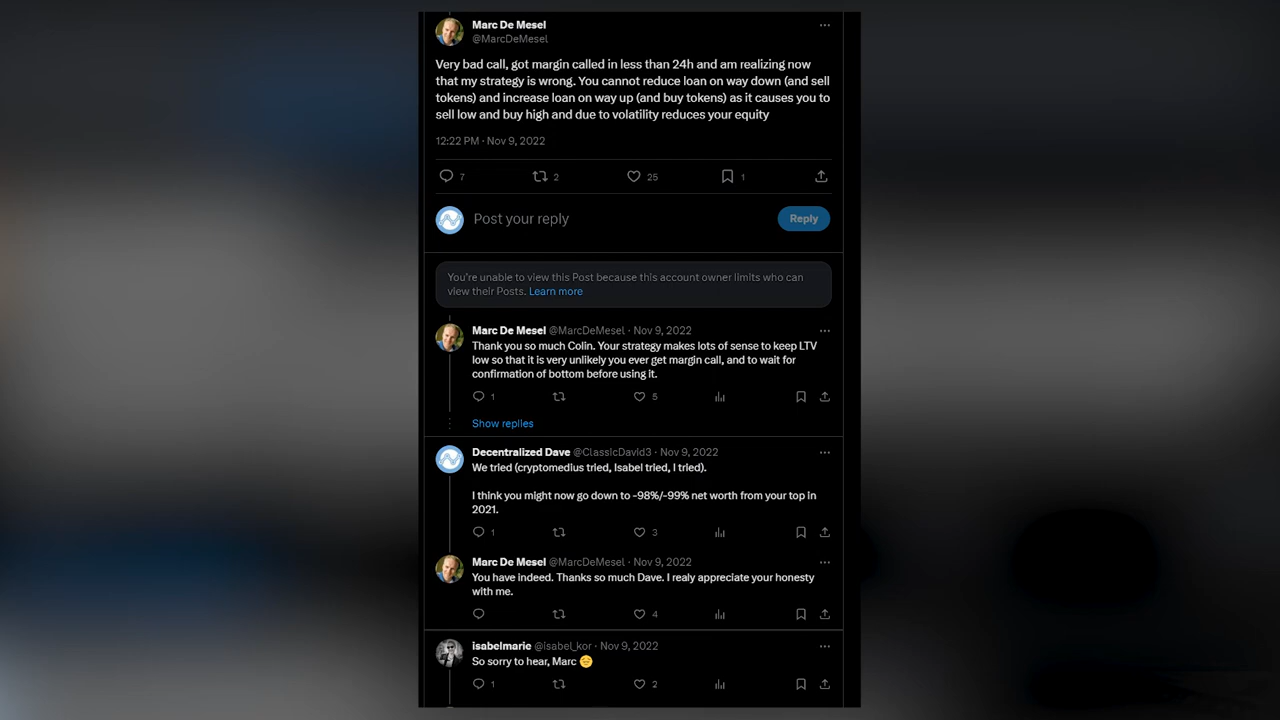 Marc De Mesel
@MarcDeMesel
Very bad call, got margin called in less than 24h and am realizing now
that my strategy is wrong. You cannot reduce loan on way down (and sell
tokens) and increase loan on way up (and buy tokens) as it causes you to
sell low and buy high and due to volatility reduces your equity
12:22 PM · Nov 9, 2022
7 2 25 1
Post your reply Reply
You're unable to view this Post because this account owner limits who can
view their Posts. Learn more
Marc De Mesel @MarcDeMesel · Nov 9, 2022
Thank you so much Colin. Your strategy makes lots of sense to keep LTV
low so that it is very unlikely you ever get margin call, and to wait for
confirmation of bottom before using it.
1 5
Show replies
Decentralized Dave @ClassicDavid3 · Nov 9, 2022
We tried (cryptomedius tried, Isabel tried, I tried).
I think you might now go down to -98%/-99% net worth from your top in
2021.
1 3
Marc De Mesel @MarcDeMesel · Nov 9, 2022
You have indeed. Thanks so much Dave. I realy appreciate your honesty
with me.
4
isabelmarie @isabel_kor · Nov 9, 2022
So sorry to hear, Marc 😔
1 2